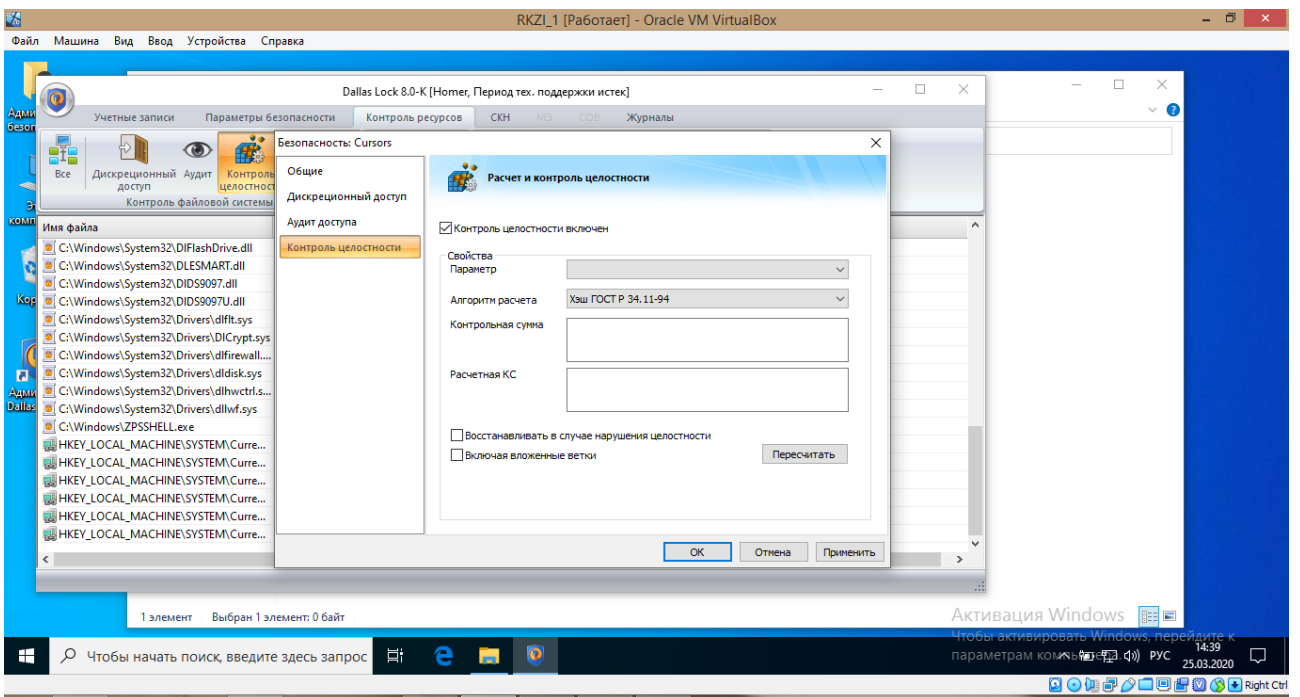 RKZI_1 [Работает] - Oracle VM VirtualBox
Файл Машина Вид Ввод Устройства Справка
Dallas Lock 8.0-K [Homer, Период тех. поддержки истек]
Учетные записи Параметры безопасности Контроль ресурсов СКН МЭ СОВ Журналы
Все
Дискреционный доступ
Аудит
Контроль
Контроль файловой системы
Безопасность: Cursors
Общие
Дискреционный доступ
Аудит доступа
Контроль целостности
Расчет и контроль целостности
Контроль целостности включен
Свойства
Параметр
Алгоритм расчета Хэш ГОСТ Р 34.11-94
Контрольная сумма
Расчетная КС
Восстанавливать в случае нарушения целостности
Включая вложенные ветки
Пересчитать
ОК Отмена Применить
Имя файла
C:\Windows\System32\DlFlashDrive.dll
C:\Windows\System32\DLESMART.dll
C:\Windows\System32\DIDS9097.dll
C:\Windows\System32\DIDS9097U.dll
C:\Windows\System32\Drivers\dlflt.sys
C:\Windows\System32\Drivers\DlCrypt.sys
C:\Windows\System32\Drivers\dlfirewall....
C:\Windows\System32\Drivers\dldisk.sys
C:\Windows\System32\Drivers\dlhwctrl.s...
C:\Windows\System32\Drivers\dllwf.sys
C:\Windows\ZPSSHELL.exe
HKEY_LOCAL_MACHINE\SYSTEM\Curre...
HKEY_LOCAL_MACHINE\SYSTEM\Curre...
HKEY_LOCAL_MACHINE\SYSTEM\Curre...
HKEY_LOCAL_MACHINE\SYSTEM\Curre...
HKEY_LOCAL_MACHINE\SYSTEM\Curre...
HKEY_LOCAL_MACHINE\SYSTEM\Curre...
1 элемент Выбран 1 элемент: 0 байт
Активация Windows
Чтобы активировать Windows, перейдите к
параметрам
Чтобы начать поиск, введите здесь запрос
РУС
14:39
25.03.2020
Right Ctrl